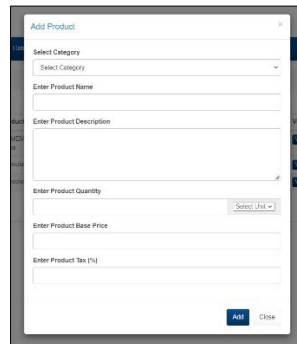 Add Product
×
Select Category
Select Category
Enter Product Name
Enter Product Description
Enter Product Quantity
Select Unit
Enter Product Base Price
Enter Product Tax (%)
Add Close